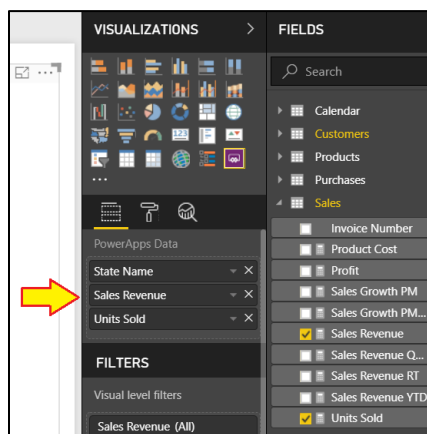 VISUALIZATIONS
FIELDS
Search
123
Calendar
Customers
Products
Purchases
Sales
Invoice Number
Product Cost
Profit
Sales Growth PM
Sales Growth PM...
Sales Revenue
Sales Revenue Q...
Sales Revenue RT
Sales Revenue YTD
Units Sold
...
PowerApps Data
State Name
Sales Revenue
Units Sold
FILTERS
Visual level filters
Sales Revenue (All)